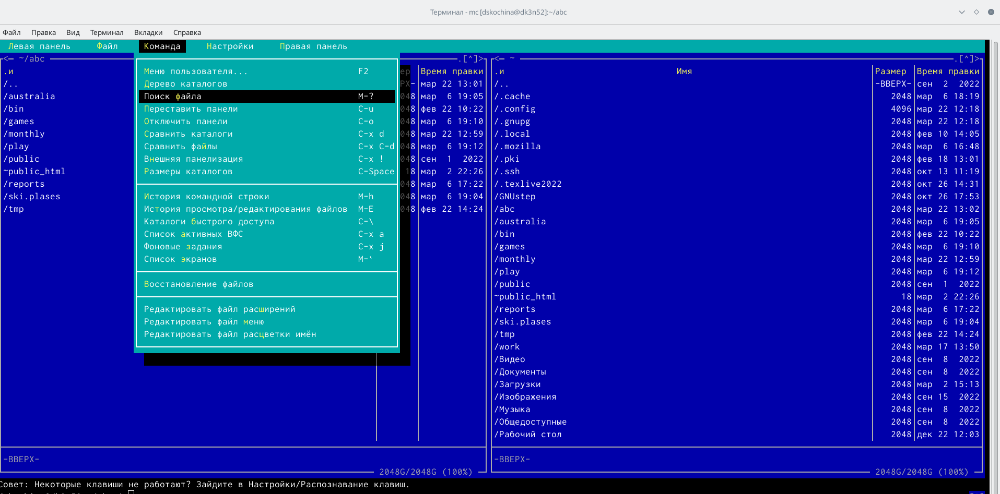 Терминал - mc [dskochina@dk3n52]:~/abc
Файл Правка Вид Терминал Вкладки Справка
Левая панель Файл Команда Настройки Правая панель
<─ ~/abc .[^]>
.и ер Время правки
/.. РХ- мар 22 13:01
/australia 048 мар 6 19:05
/bin 048 фев 22 10:22
/games 048 мар 6 19:10
/monthly 048 мар 22 12:59
/play 048 мар 6 19:12
/public 048 сен 1 2022
~public_html 18 мар 2 22:26
/reports 048 мар 6 17:22
/ski.plases 048 мар 6 19:04
/tmp 048 фев 22 14:24
Меню пользователя... F2
Дерево каталогов
Поиск файла M-?
Переставить панели C-u
Отключить панели C-o
Сравнить каталоги C-x d
Сравнить файлы C-x C-d
Внешняя панелизация C-x !
Размеры каталогов C-Space
История командной строки M-h
История просмотра/редактирования файлов M-E
Каталоги быстрого доступа C-\
Список активных ВФС C-x a
Фоновые задания C-x j
Список экранов M-`
Восстановление файлов
Редактировать файл расширений
Редактировать файл меню
Редактировать файл расцветки имён
-ВВЕРХ-
2048G/2048G (100%)
<─ ~ .[^]>
.и Имя Размер Время правки
/.. -ВВЕРХ- сен 2 2022
/.cache 2048 мар 6 18:19
/.config 4096 мар 22 12:18
/.gnupg 2048 мар 22 12:18
/.local 2048 фев 10 14:05
/.mozilla 2048 мар 6 16:48
/.pki 2048 фев 18 13:01
/.ssh 2048 окт 13 11:19
/.texlive2022 2048 окт 26 14:31
/GNUstep 2048 окт 26 17:53
/abc 2048 мар 22 13:02
/australia 2048 мар 6 19:05
/bin 2048 фев 22 10:22
/games 2048 мар 6 19:10
/monthly 2048 мар 22 12:59
/play 2048 мар 6 19:12
/public 2048 сен 1 2022
~public_html 18 мар 2 22:26
/reports 2048 мар 6 17:22
/ski.plases 2048 мар 6 19:04
/tmp 2048 фев 22 14:24
/work 2048 мар 17 13:50
/Видео 2048 сен 8 2022
/Документы 2048 сен 8 2022
/Загрузки 2048 мар 2 15:13
/Изображения 2048 сен 15 2022
/Музыка 2048 сен 8 2022
/Общедоступные 2048 сен 8 2022
/Рабочий стол 2048 дек 22 12:03
-ВВЕРХ-
2048G/2048G (100%)
Совет: Некоторые клавиши не работают? Зайдите в Настройки/Распознавание клавиш.